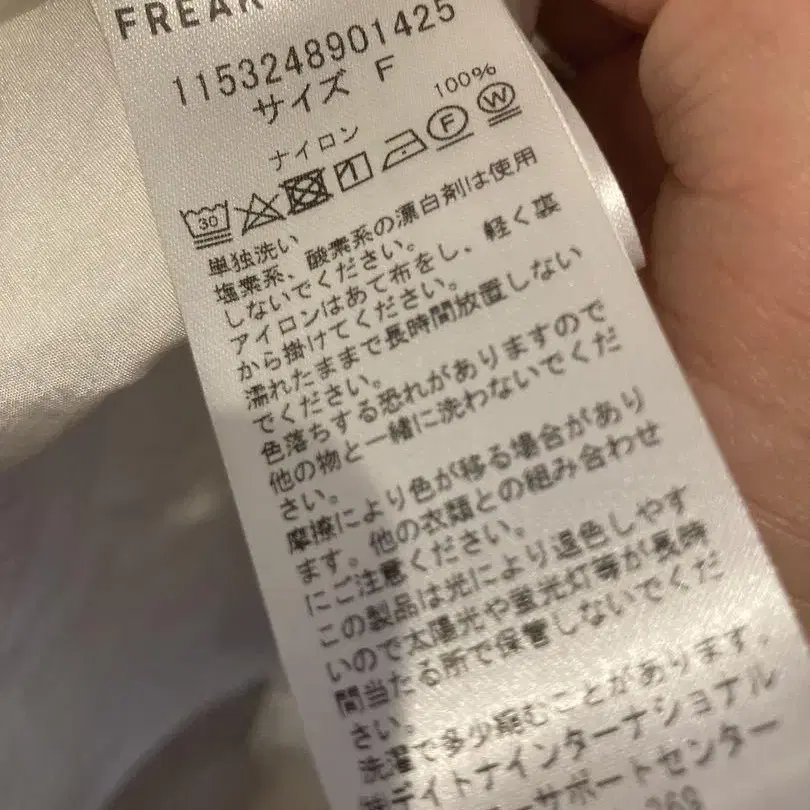 FREAK
1153248901425
サイズ F
ナイロン 100%
30 F W
単独洗い
塩素系、酸素系の漂白剤は使用
しないでください。
アイロンはあて布をし、軽く裏
から掛けてください。
濡れたままで長時間放置しない
でください。
色落ちする恐れがありますので
他の物と一緒に洗わないでくだ
さい。
摩擦により色が移る場合があり
ます。他の衣類との組み合わせ
にご注意ください。
この製品は光により退色しやす
いので太陽光や蛍光灯等が長時
間当たる所で保管しないでくだ
さい。
洗濯で多少縮むことがあります。
デイトナインターナショナル
サポートセンター